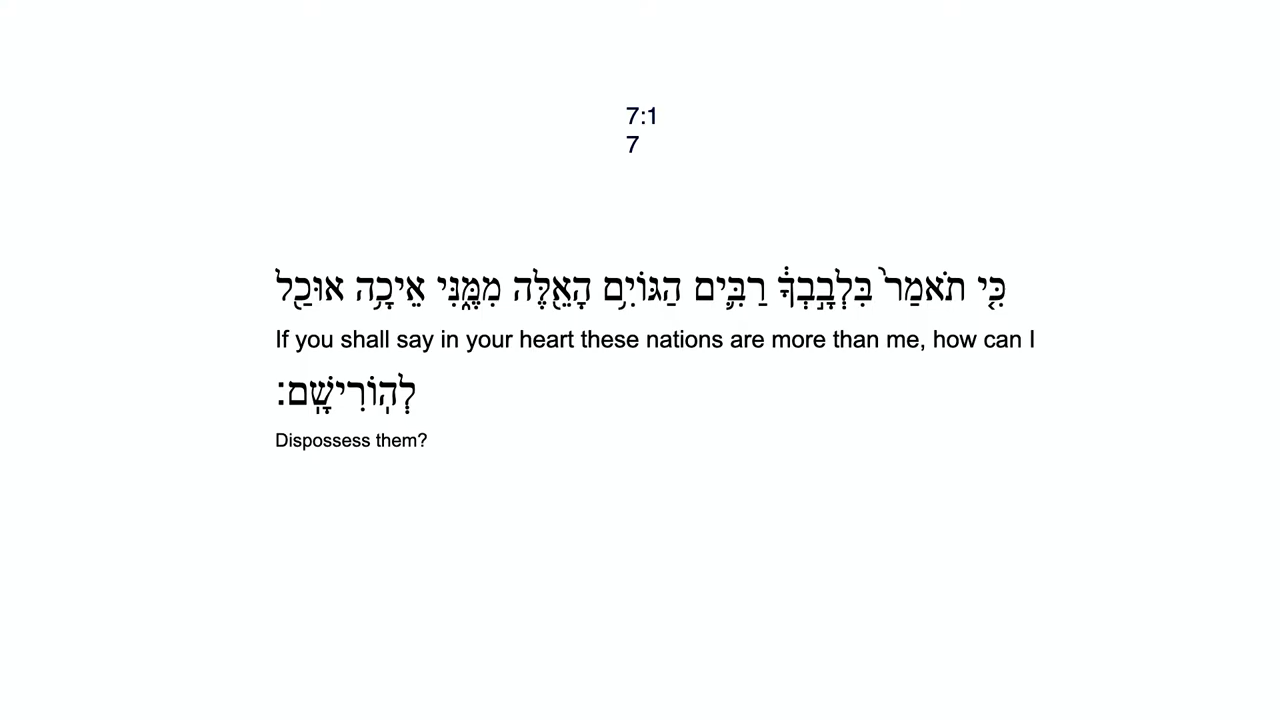 7:1
7
כִּ֤י תֹאמַר֙ בִּלְבָ֣בְךָ֔ רַבִּ֛ים הַגּוֹיִ֥ם הָאֵ֖לֶּה מִמֶּ֑נִּי אֵיכָ֥ה אוּכַ֖ל
If you shall say in your heart these nations are more than me, how can I
לְהֽוֹרִישָֽׁם׃
Dispossess them?